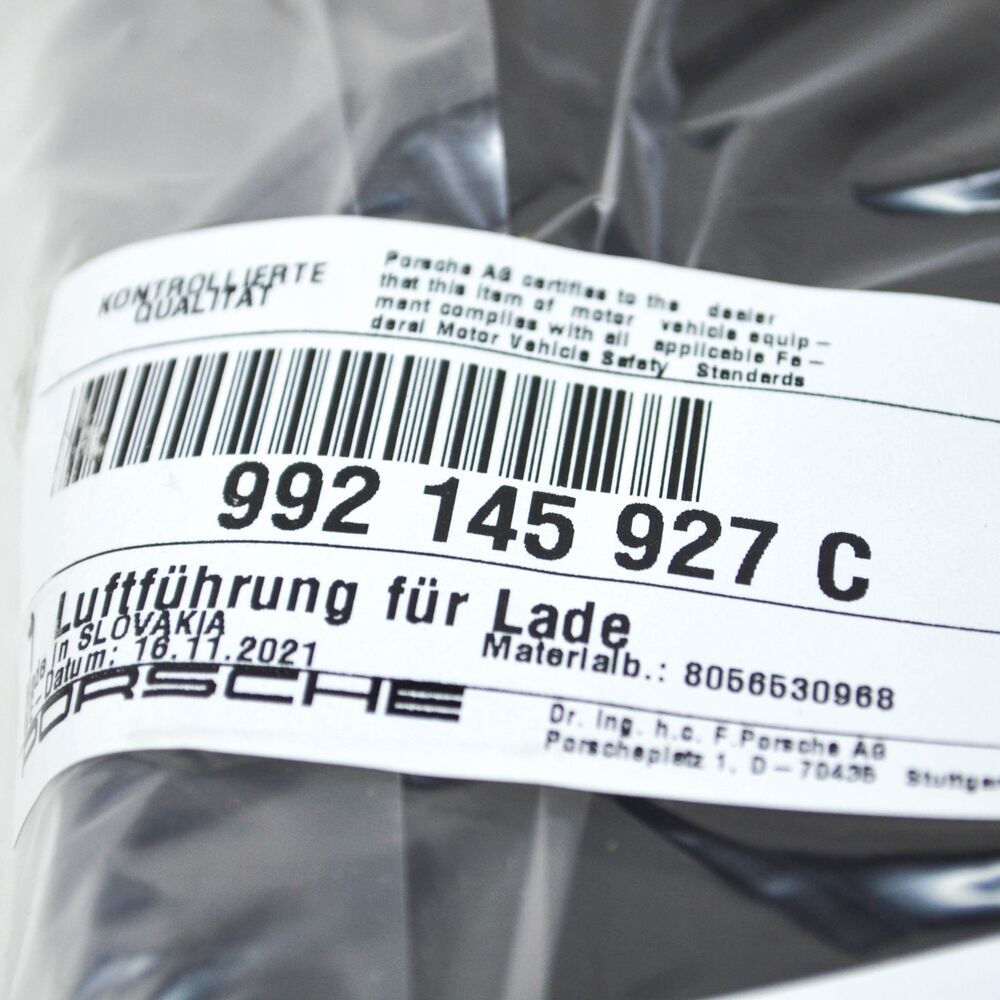 KONTROLLIERTE
QUALITÄT
Porsche AG certifies to the dealer
that this item of motor vehicle equip-
ment complies with all applicable Fe-
deral Motor Vehicle Safety Standards
992 145 927 C
Luftführung für Lade
in SLOVAKIA
Datum: 16.11.2021
Materialb.: 8056530968
PORSCHE
Dr. Ing. h.c. F.Porsche AG
Porscheplatz 1, D-70435